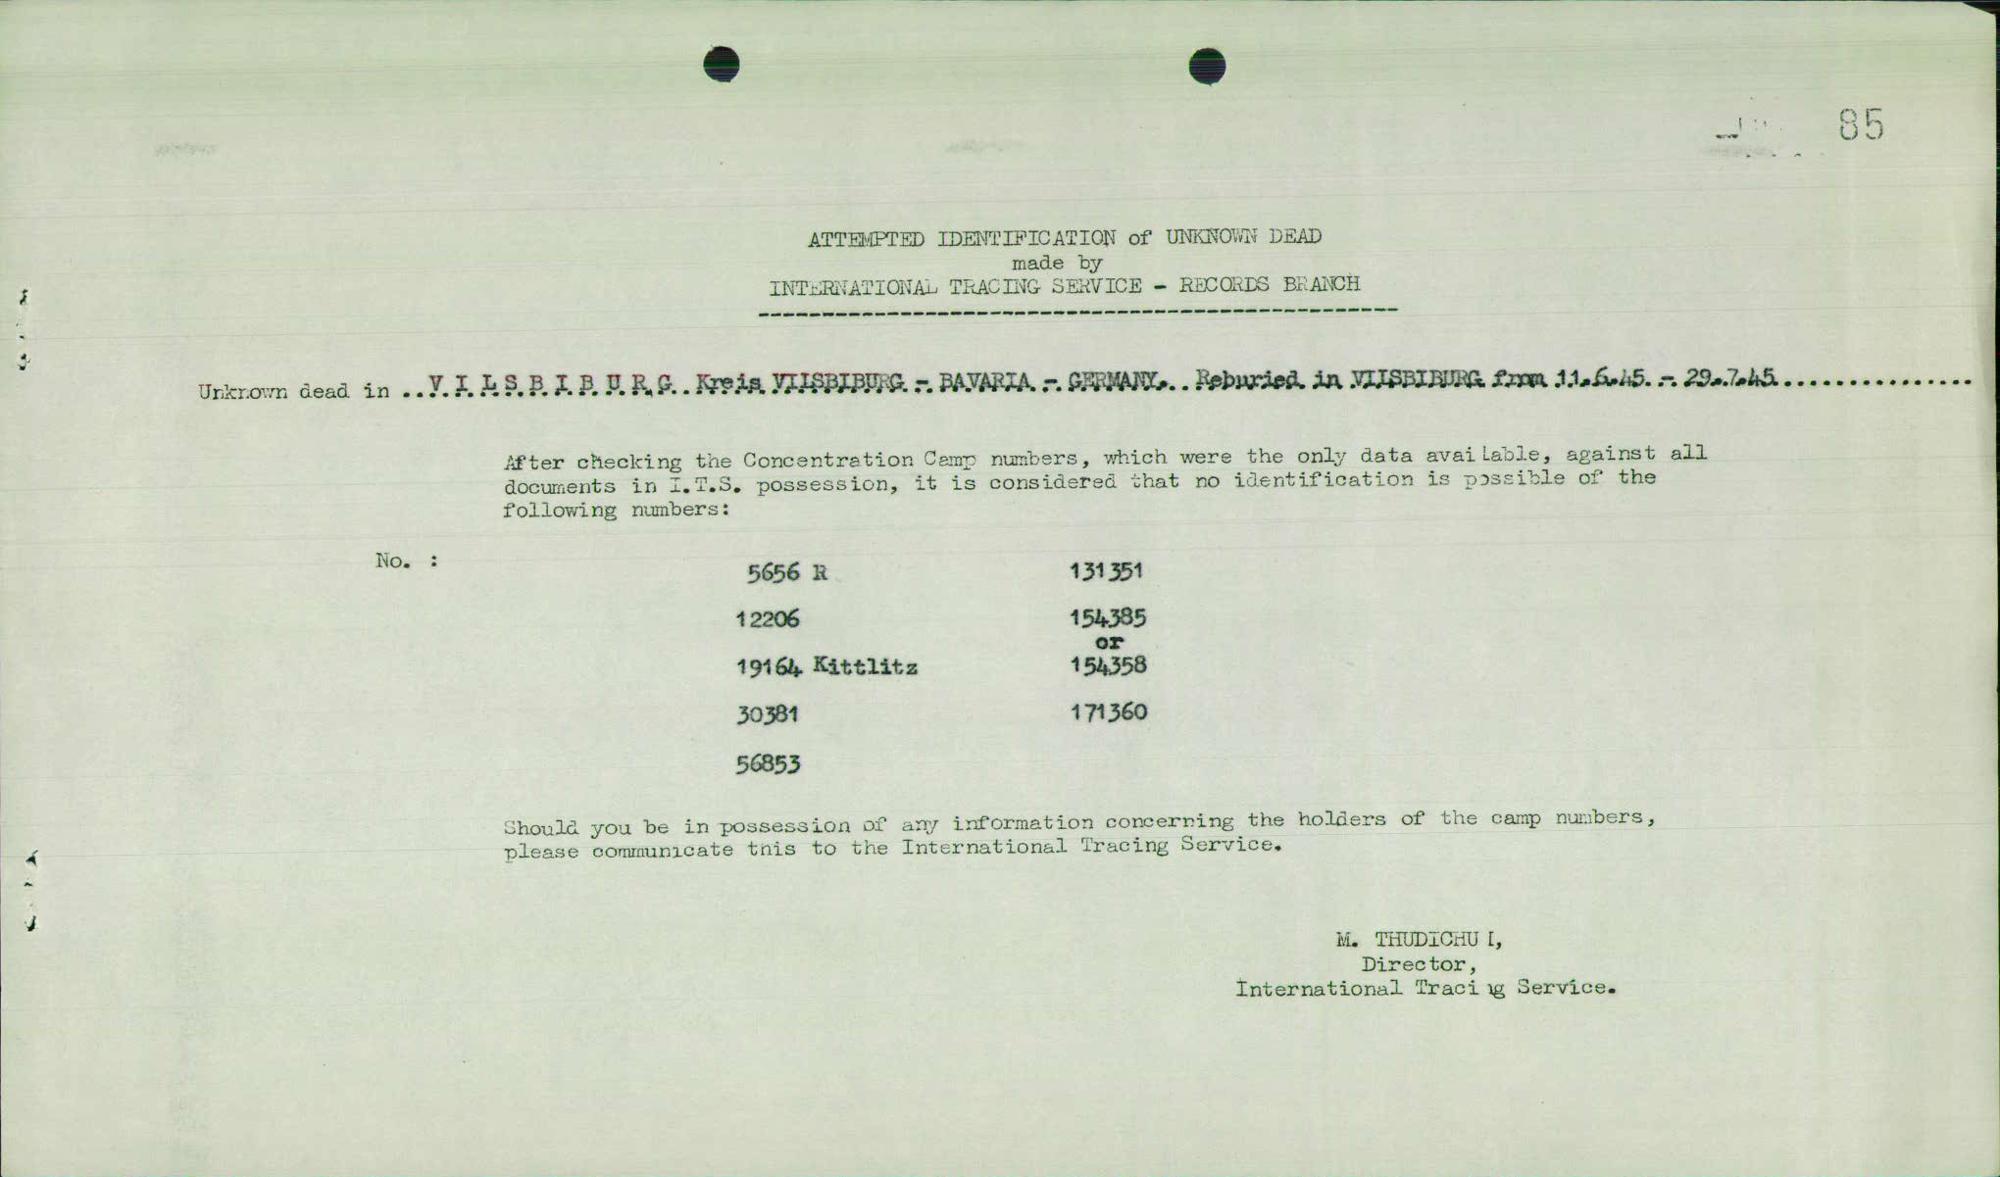 85
ATTEMPTED IDENTIFICATION of UNKNOWN DEAD
made by
INTERNATIONAL TRACING SERVICE - RECORDS BRANCH
Unknown dead in ..V.I.L.S.B.I.B.U.R.G..Kreis VILSBIBURG.-.BAVARIA.-.GERMANY...Reburied in VILSBIBURG from 11.6.45.-.29.7.45...............
After checking the Concentration Camp numbers, which were the only data available, against all
documents in I.T.S. possession, it is considered that no identification is possible of the
following numbers:
No. :
5656 R 131351
12206 154385
or
19164 Kittlitz 154358
30381 171360
56853
Should you be in possession of any information concerning the holders of the camp numbers,
please communicate this to the International Tracing Service.
M. THUDICHUM,
Director,
International Tracing Service.